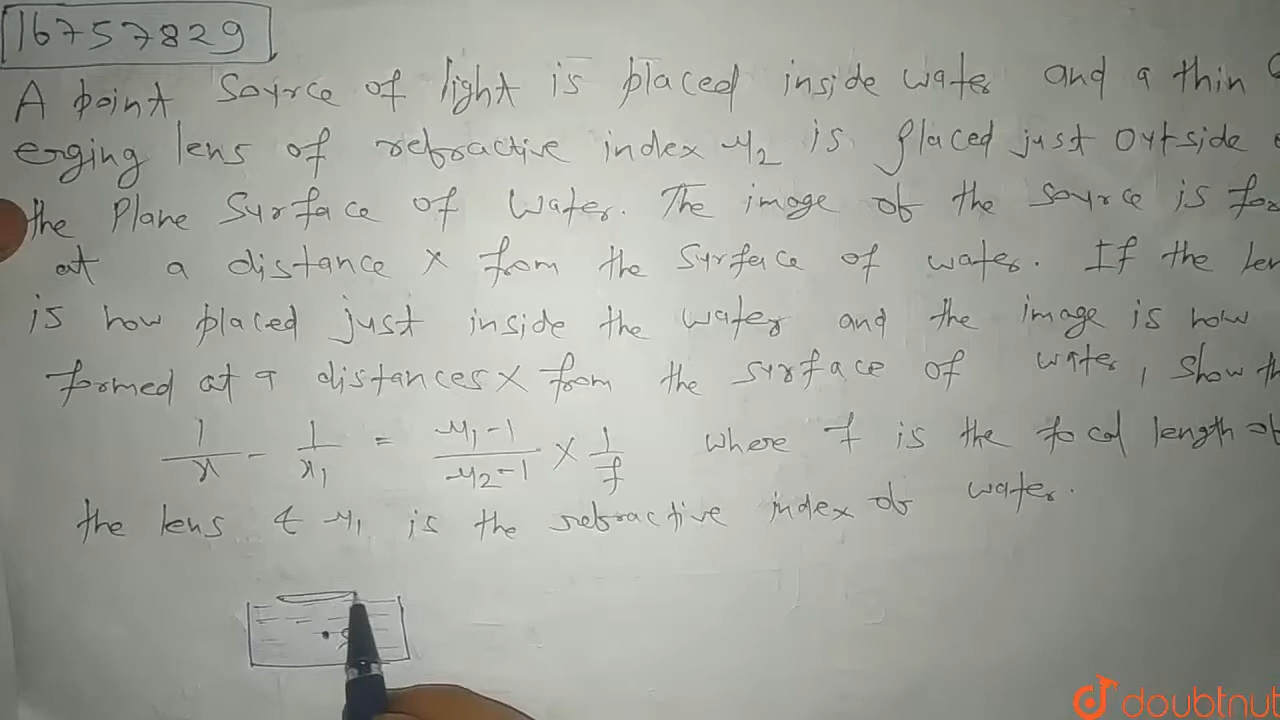 16757829
A point source of light is placed inside water and a thin
erging lens of refractive index μ2 is placed just outside
the Plane Surface of Water. The image of the source is for
at a distance x from the surface of water. If the len
is now placed just inside the water and the image is now
formed at a distances x from the surface of water, show th
1/x - 1/x1 = μ1-1/μ2-1 × 1/f where f is the focal length of
the lens & μ1 is the refractive index of water.
doubtnut